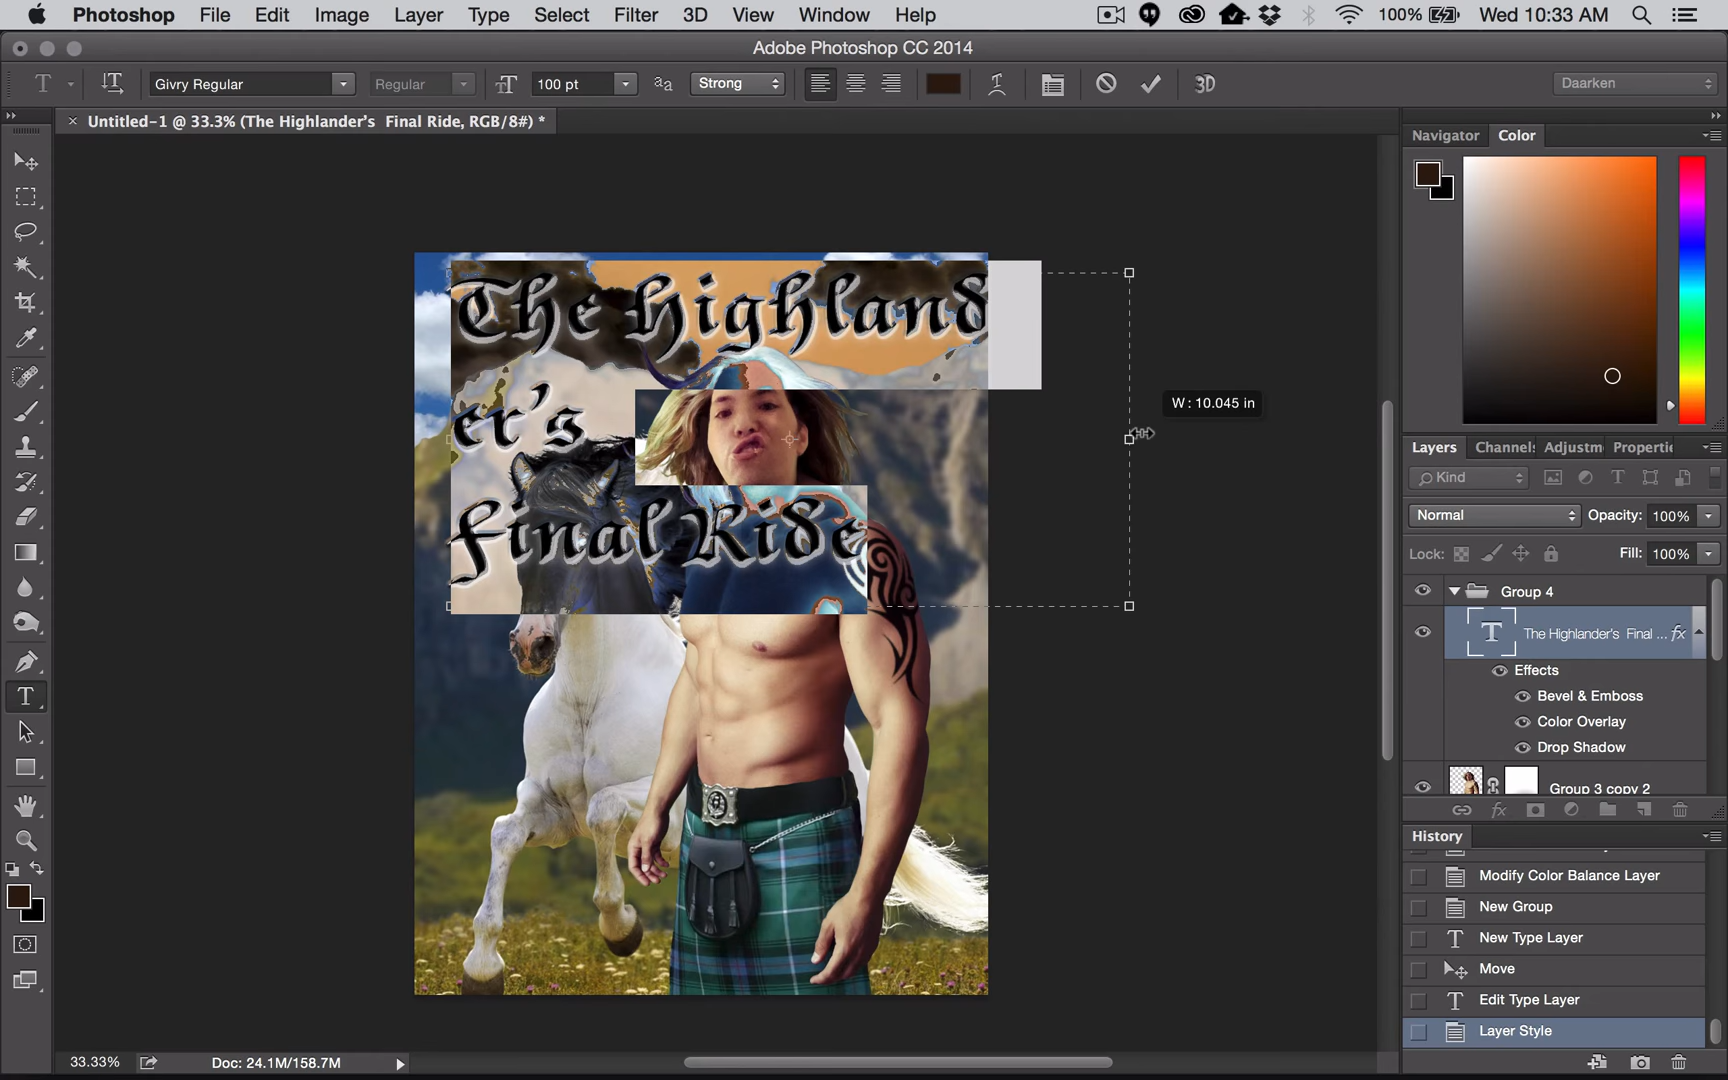 Photoshop File Edit Image Layer Type Select Filter 3D View Window Help 100% Wed 10:33 AM
Adobe Photoshop CC 2014
Givry Regular Regular 100 pt Strong 3D Daarken
Untitled-1 @ 33.3% (The Highlander's Final Ride, RGB/8#) *
Navigator Color
The Highland
er's
Final Ride
W: 10.045 in
Layers Channels Adjustm Propertie
Kind
Normal Opacity: 100%
Lock: Fill: 100%
Group 4
The Highlander's Final ... fx
Effects
Bevel & Emboss
Color Overlay
Drop Shadow
Group 3 copy 2
fx
History
Modify Color Balance Layer
New Group
New Type Layer
Move
Edit Type Layer
Layer Style
33.33% Doc: 24.1M/158.7M